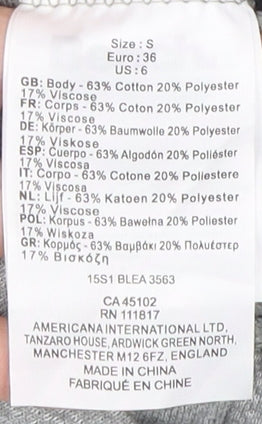 Size : S
Euro : 36
US : 6
GB: Body - 63% Cotton 20% Polyester
17% Viscose
FR: Corps - 63% Coton 20% Polyester
17% Viscose
DE: Körper - 63% Baumwolle 20% Polyester
17% Viskose
ESP: Cuerpo - 63% Algodón 20% Poliéster
17% Viscosa
IT: Corpo - 63% Cotone 20% Poliestere
17% Viscosa
NL: Lijf - 63% Katoen 20% Polyester
17% Viscose
POL: Korpus - 63% Bawełna 20% Poliester
17% Wiskoza
GR: Κορμός - 63% Βαμβάκι 20% Πολυέστερ
17% Βισκόζη
15S1 BLEA 3563
CA 45102
RN 111817
AMERICANA INTERNATIONAL LTD,
TANZARO HOUSE, ARDWICK GREEN NORTH,
MANCHESTER M12 6FZ, ENGLAND
MADE IN CHINA
FABRIQUÉ EN CHINE